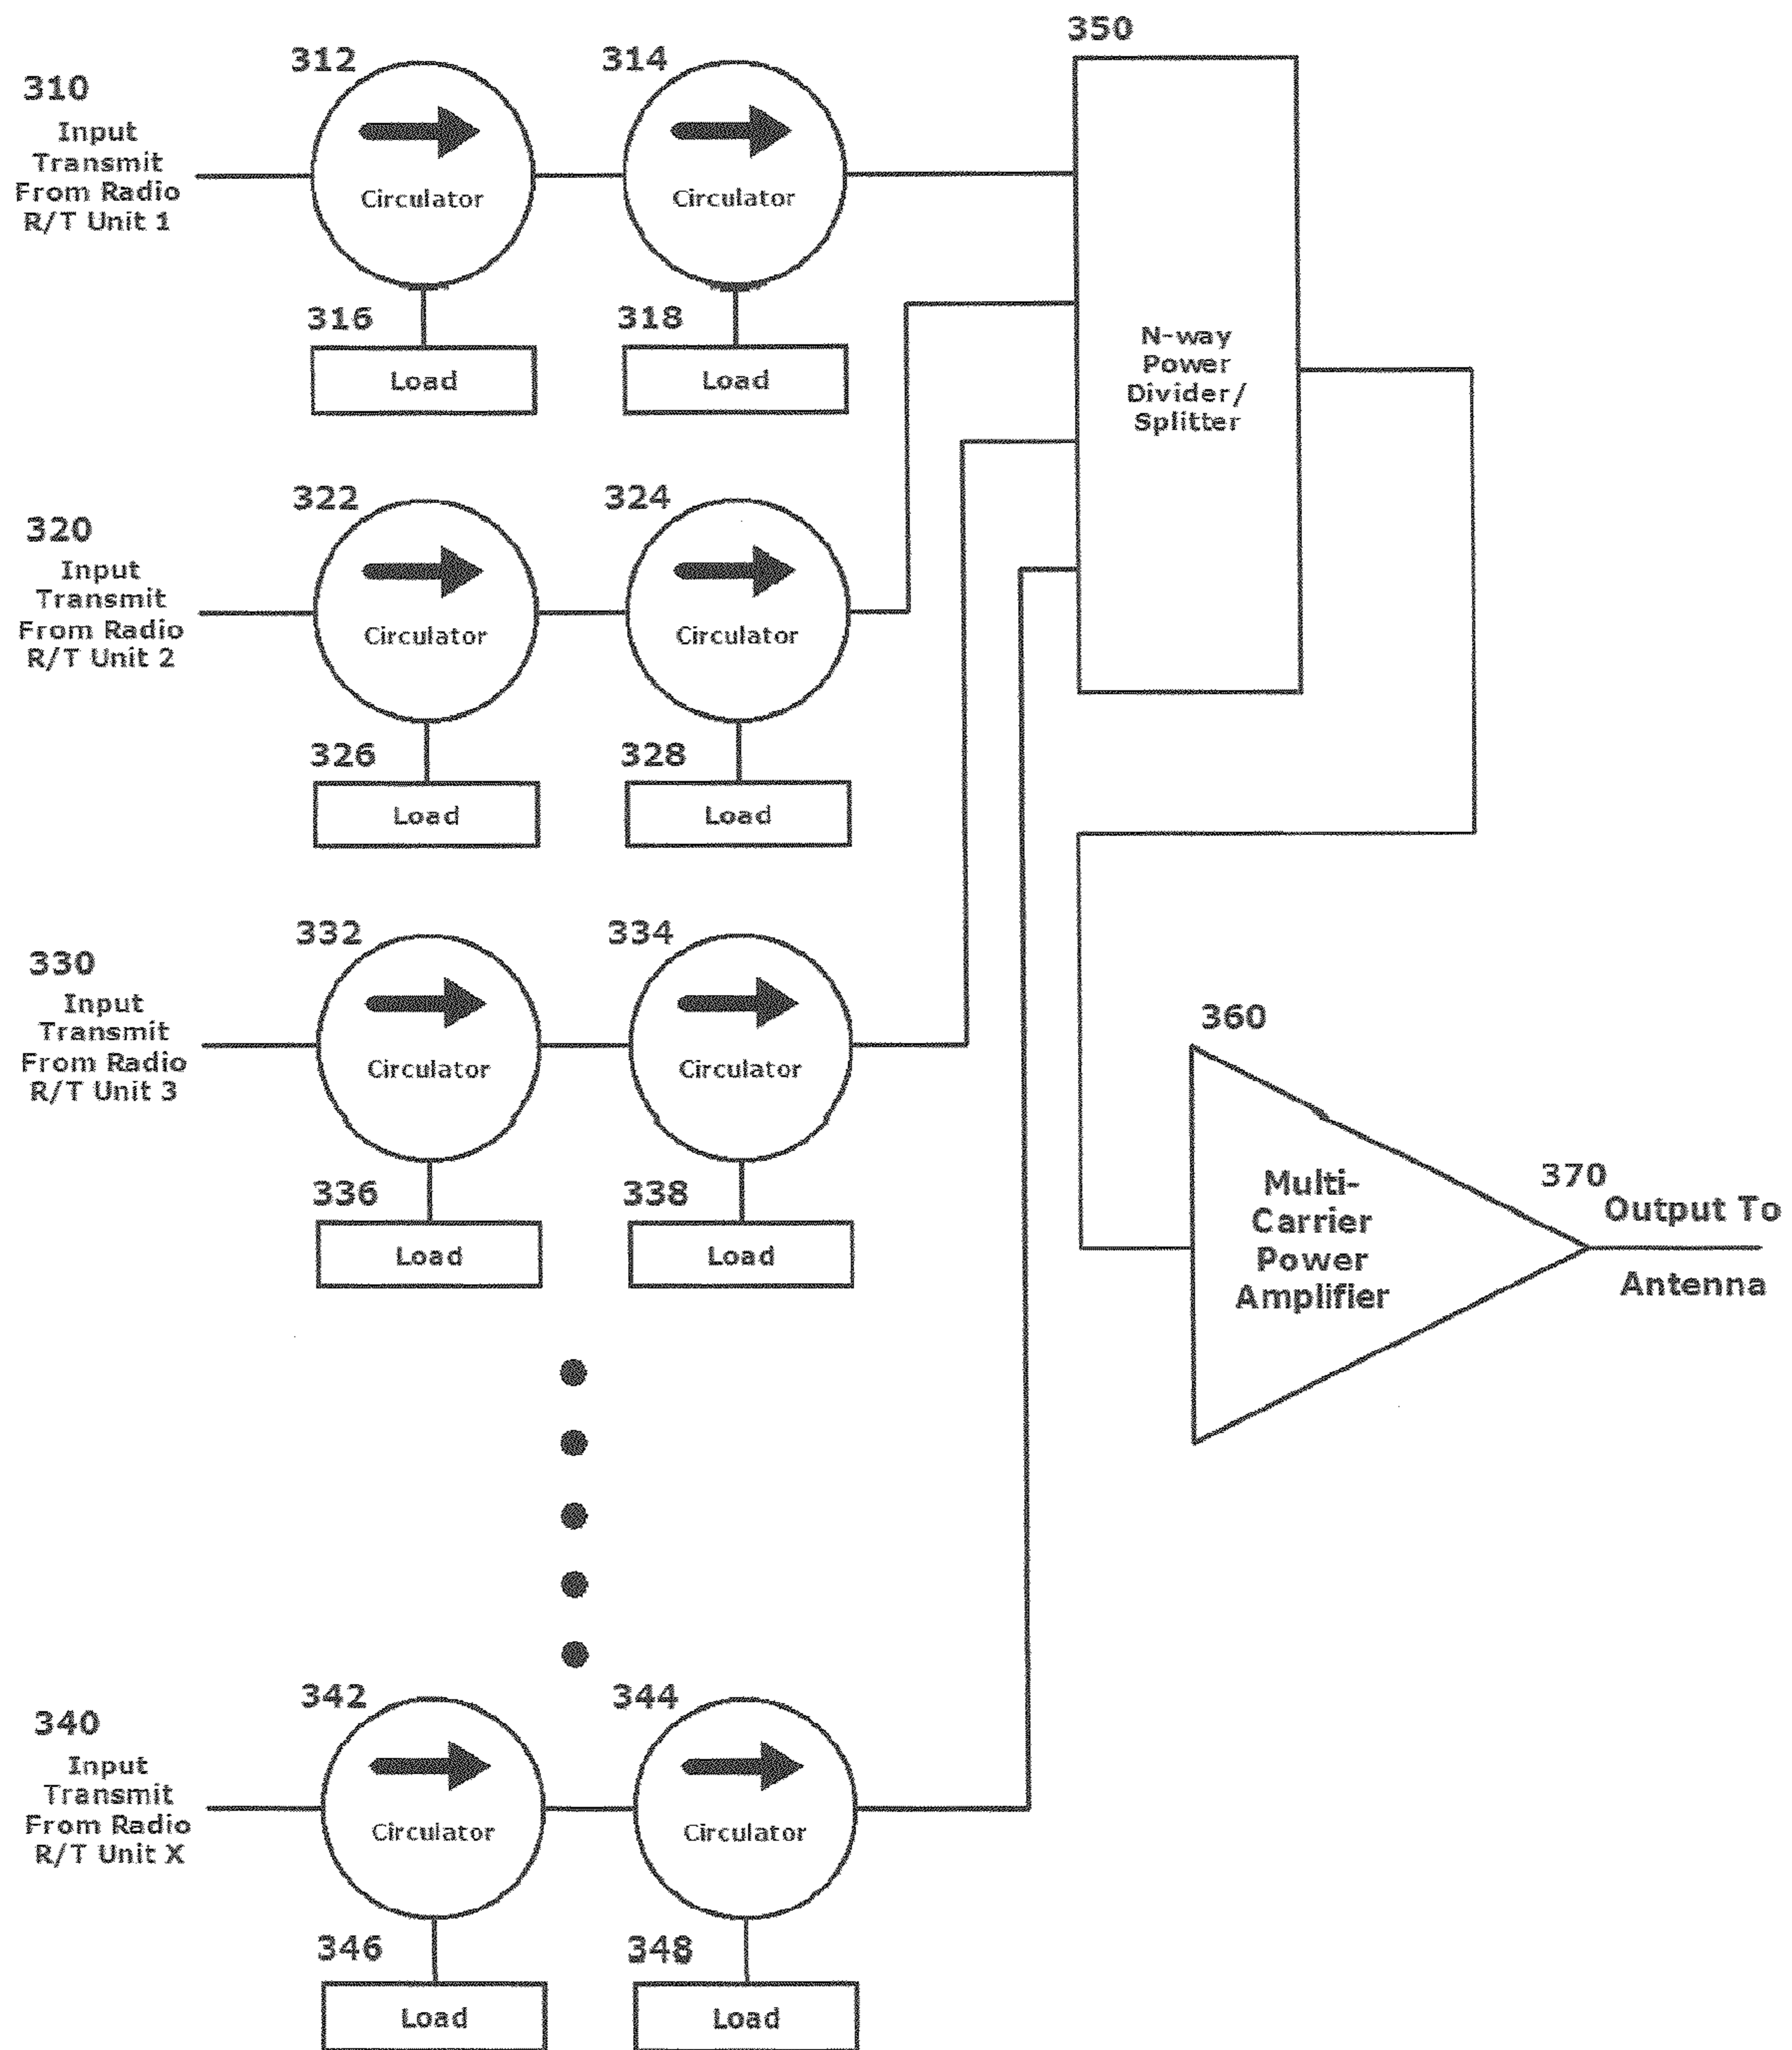 350
312
314
310
Input
Transmit
From Radio
R/T Unit 1
Circulator
Circulator
316
318
Load
Load
N-way
Power
Divider/
Splitter
322
324
320
Input
Transmit
From Radio
R/T Unit 2
Circulator
Circulator
326
328
Load
Load
332
334
330
Input
Transmit
From Radio
R/T Unit 3
Circulator
Circulator
336
338
Load
Load
360
Multi-
Carrier
Power
Amplifier
370
Output To
Antenna
342
344
340
Input
Transmit
From Radio
R/T Unit X
Circulator
Circulator
346
348
Load
Load